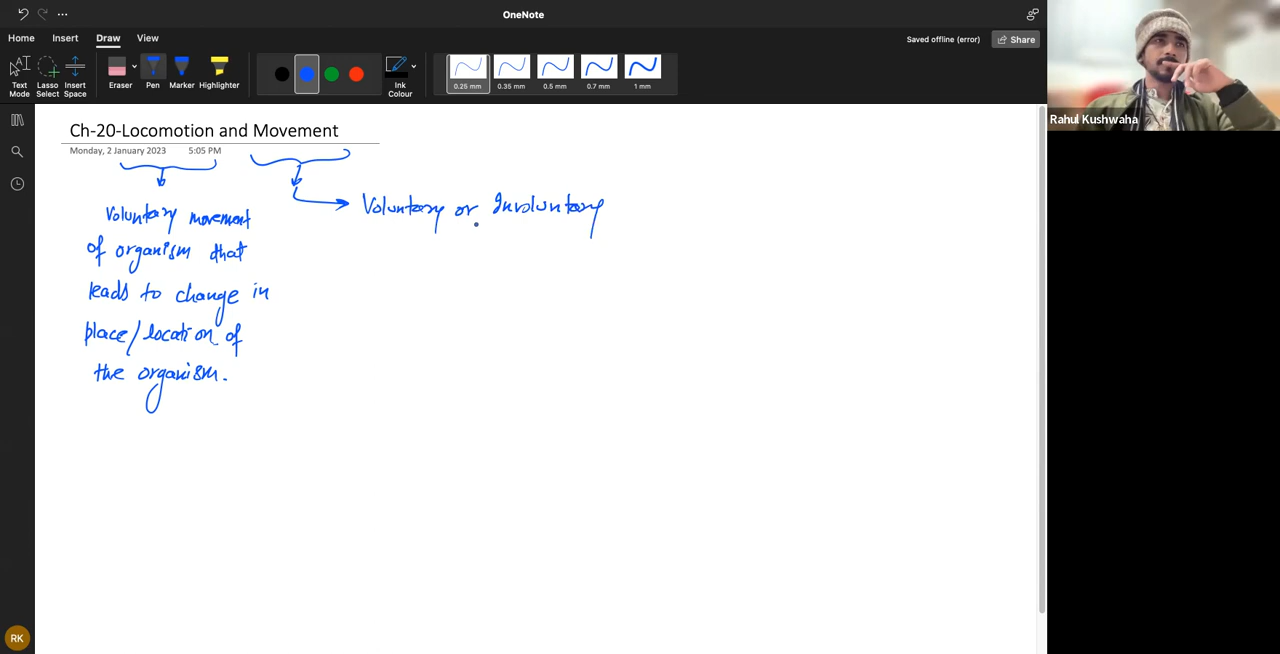 OneNote
Home Insert Draw View
Saved offline (error) Share
Text Mode Lasso Select Insert Space Eraser Pen Marker Highlighter Ink Colour 0.25 mm 0.35 mm 0.5 mm 0.7 mm 1 mm
Rahul Kushwaha
Ch-20-Locomotion and Movement
Monday, 2 January 2023 5:05 PM
Voluntary or Involuntary
Voluntary movement
of organism that
leads to change in
place/location of
the organism.
RK